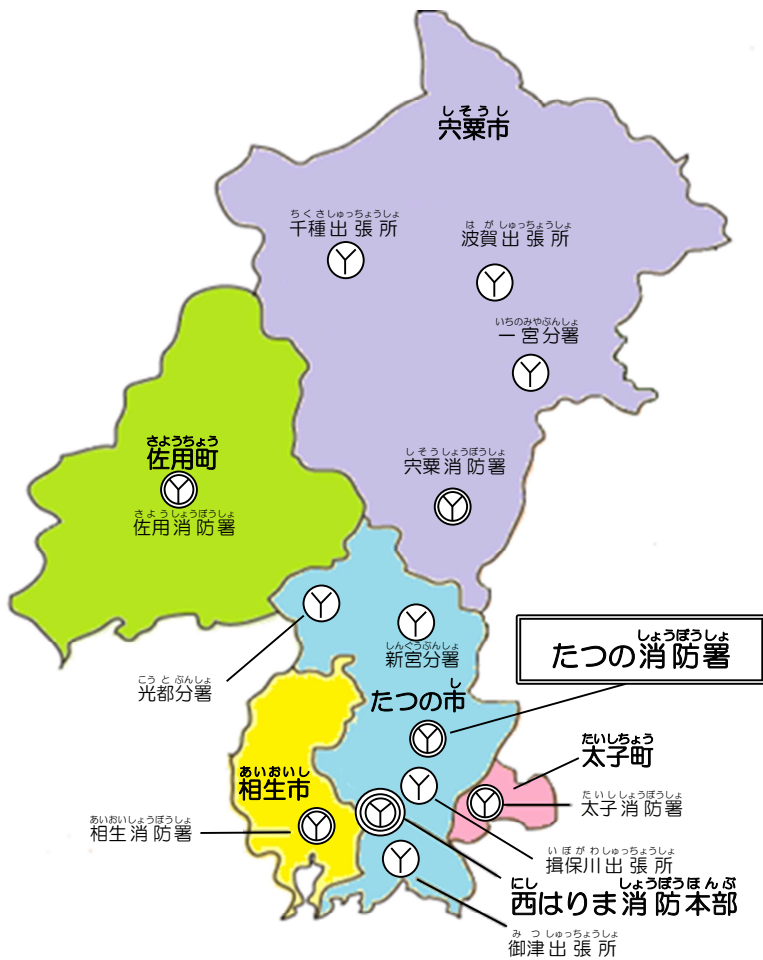 しそうし
宍粟市
ちくさしゅっちょうしょ
千種出張所
はがしゅっちょうしょ
波賀出張所
いちのみやぶんしょ
一宮分署
さようちょう
佐用町
しそうしょうぼうしょ
宍粟消防署
さようしょうぼうしょ
佐用消防署
しょうぼうしょ
たつの消防署
しんぐうぶんしょ
新宮分署
こうとぶんしょ
光都分署
し
たつの市
たいしちょう
太子町
あいおいし
相生市
たいししょうぼうしょ
太子消防署
あいおいしょうぼうしょ
相生消防署
いぼがわしゅっちょうしょ
揖保川出張所
にし しょうぼうほんぶ
西はりま消防本部
みつしゅっちょうしょ
御津出張所